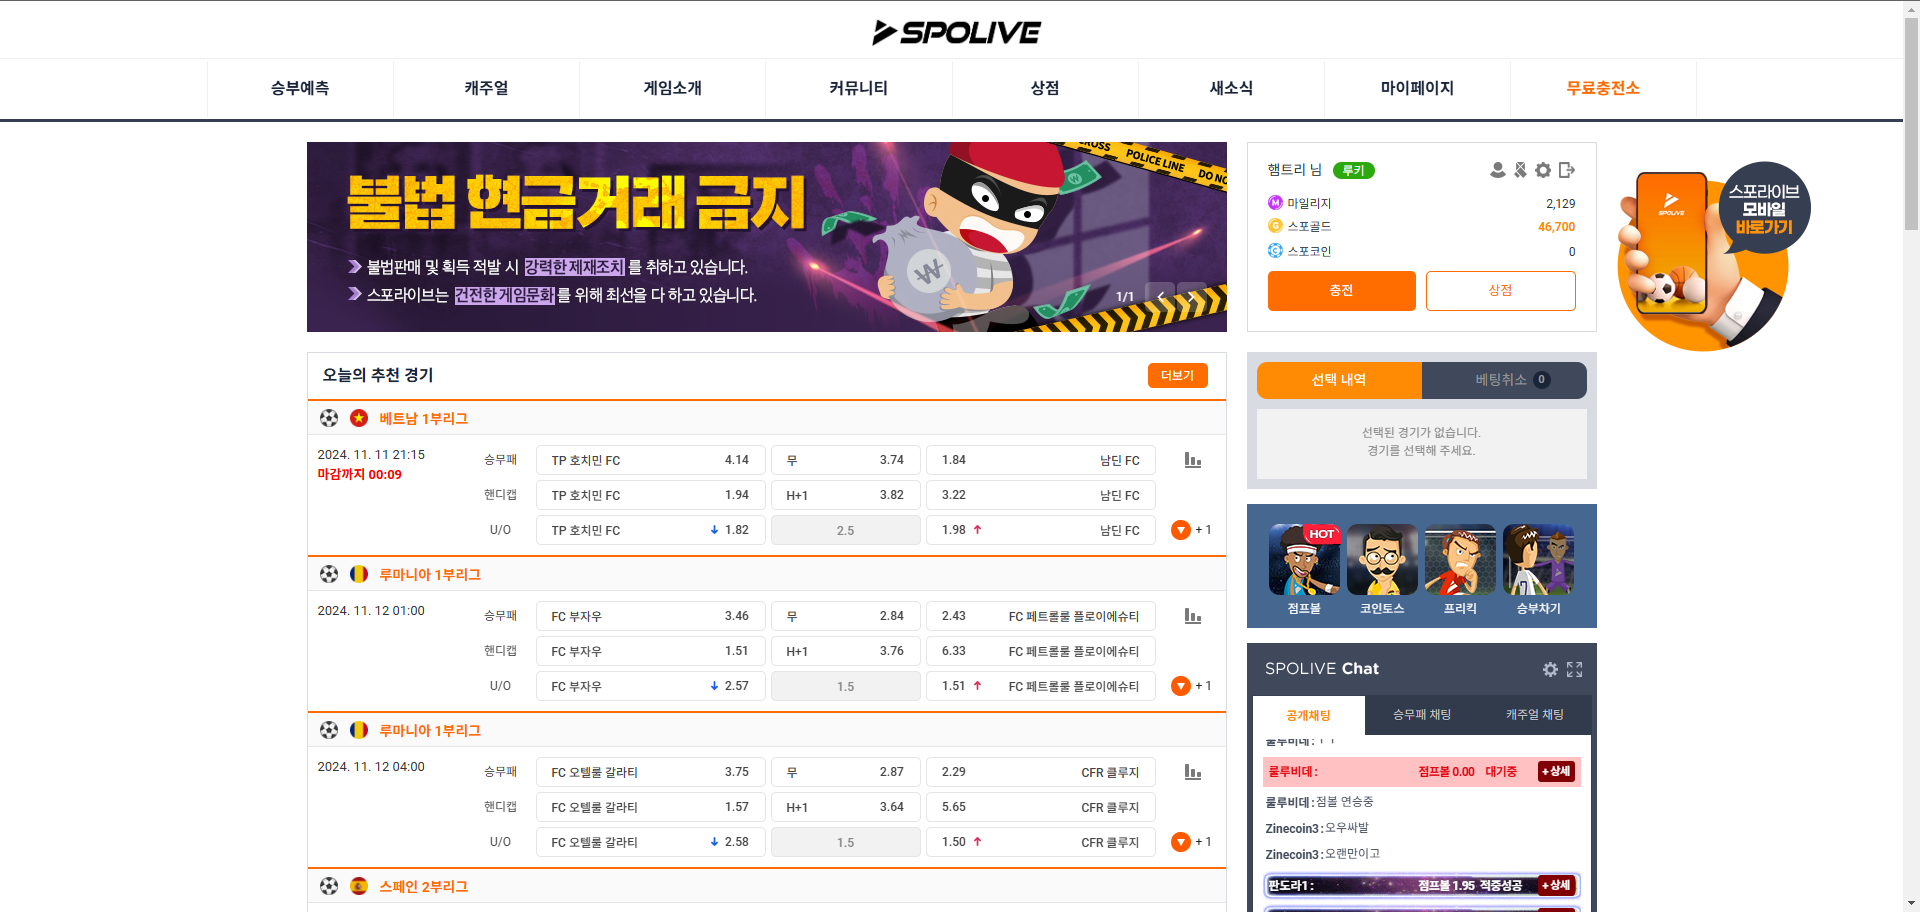 SPOLIVE
승부예측
캐주얼
게임소개
커뮤니티
상점
새소식
마이페이지
무료충전소
불법 현금거래 금지
불법판매 및 획득 적발 시 강력한 제재조치를 취하고 있습니다.
스포라이브는 건전한 게임문화를 위해 최선을 다 하고 있습니다.
CROSS
POLICE LINE
DO NO
1/1
햄트리 님 루키
마일리지 2,129
스포골드 46,700
스포코인 0
충전
상점
SPOLIVE
스포라이브
모바일
바로가기
오늘의 추천 경기
더보기
베트남 1부리그
2024. 11. 11 21:15
마감까지 00:09
승무패 TP 호치민 FC 4.14 무 3.74 1.84 남딘 FC
핸디캡 TP 호치민 FC 1.94 H+1 3.82 3.22 남딘 FC
U/O TP 호치민 FC 1.82 2.5 1.98 남딘 FC + 1
루마니아 1부리그
2024. 11. 12 01:00
승무패 FC 부자우 3.46 무 2.84 2.43 FC 페트롤룰 플로이에슈티
핸디캡 FC 부자우 1.51 H+1 3.76 6.33 FC 페트롤룰 플로이에슈티
U/O FC 부자우 2.57 1.5 1.51 FC 페트롤룰 플로이에슈티 + 1
루마니아 1부리그
2024. 11. 12 04:00
승무패 FC 오텔룰 갈라티 3.75 무 2.87 2.29 CFR 클루지
핸디캡 FC 오텔룰 갈라티 1.57 H+1 3.64 5.65 CFR 클루지
U/O FC 오텔룰 갈라티 2.58 1.5 1.50 CFR 클루지 + 1
스페인 2부리그
선택 내역
베팅취소 0
선택된 경기가 없습니다.
경기를 선택해 주세요.
HOT
점프볼
코인토스
프리킥
승부차기
SPOLIVE Chat
공개채팅
승무패 채팅
캐주얼 채팅
룰루비데 :
룰루비데 : 점프볼 0.00 대기중 +상세
룰루비데 : 점볼 연승중
Zinecoin3 : 오우싸발
Zinecoin3 : 오랜만이고
판도라1 : 점프볼 1.95 적중성공 +상세